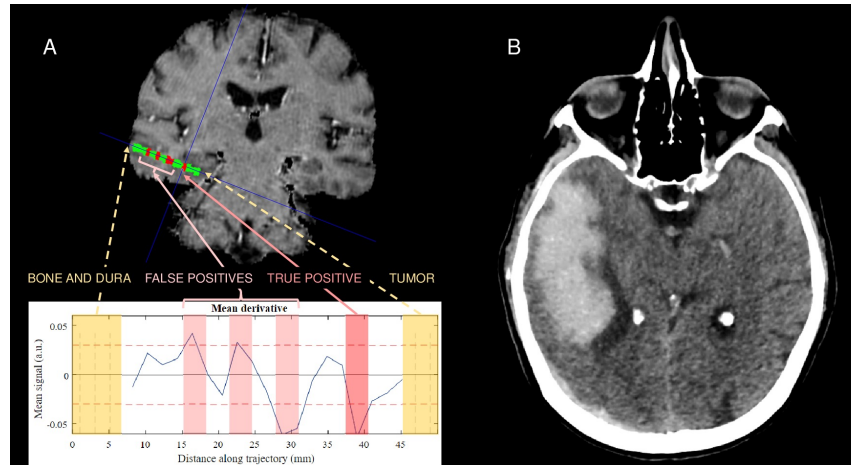 A
B
BONE AND DURA FALSE POSITIVES TRUE POSITIVE TUMOR
Mean derivative
Mean signal (a.u.)
0.05
0
-0.05
0 5 10 15 20 25 30 35 40 45
Distance along trajectory (mm)